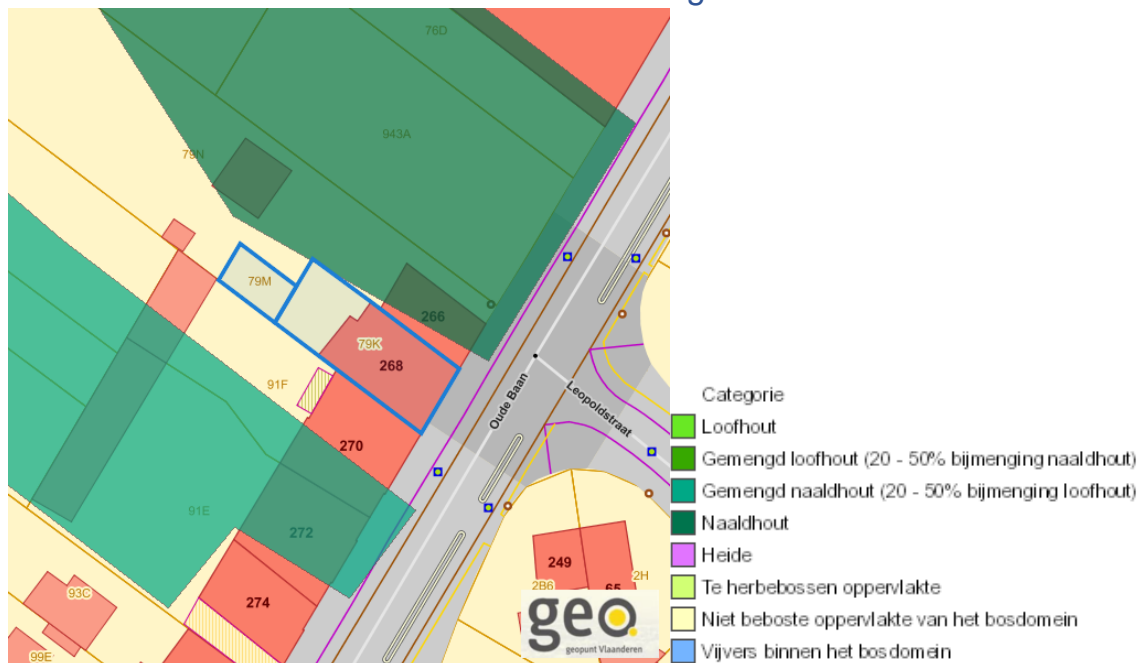 g
76D
943A
79N
79M
266
79K
268
91F
Oude Baan
Leopoldstraat
270
91E
272
249
65
2H
2B6
93C
274
99E
geo
geopunt Vlaanderen
Categorie
Loofhout
Gemengd loofhout (20 - 50% bijmenging naaldhout)
Gemengd naaldhout (20 - 50% bijmenging loofhout)
Naaldhout
Heide
Te herbebossen oppervlakte
Niet beboste oppervlakte van het bosdomein
Vijvers binnen het bosdomein